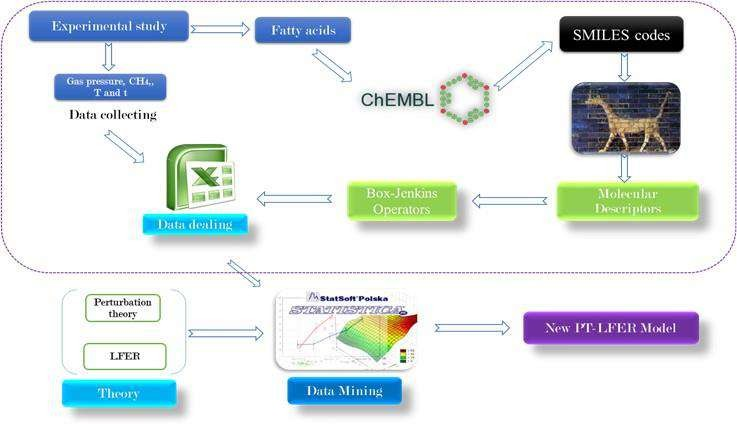 Experimental study
Fatty acids
SMILES codes
Gas pressure, CH4,
T and t
Data collecting
ChEMBL
Data dealing
Box-Jenkins
Operators
Molecular
Descriptors
Perturbation
theory
LFER
Theory
StatSoft Polska
STATISTICA
Data Mining
New PT-LFER Model